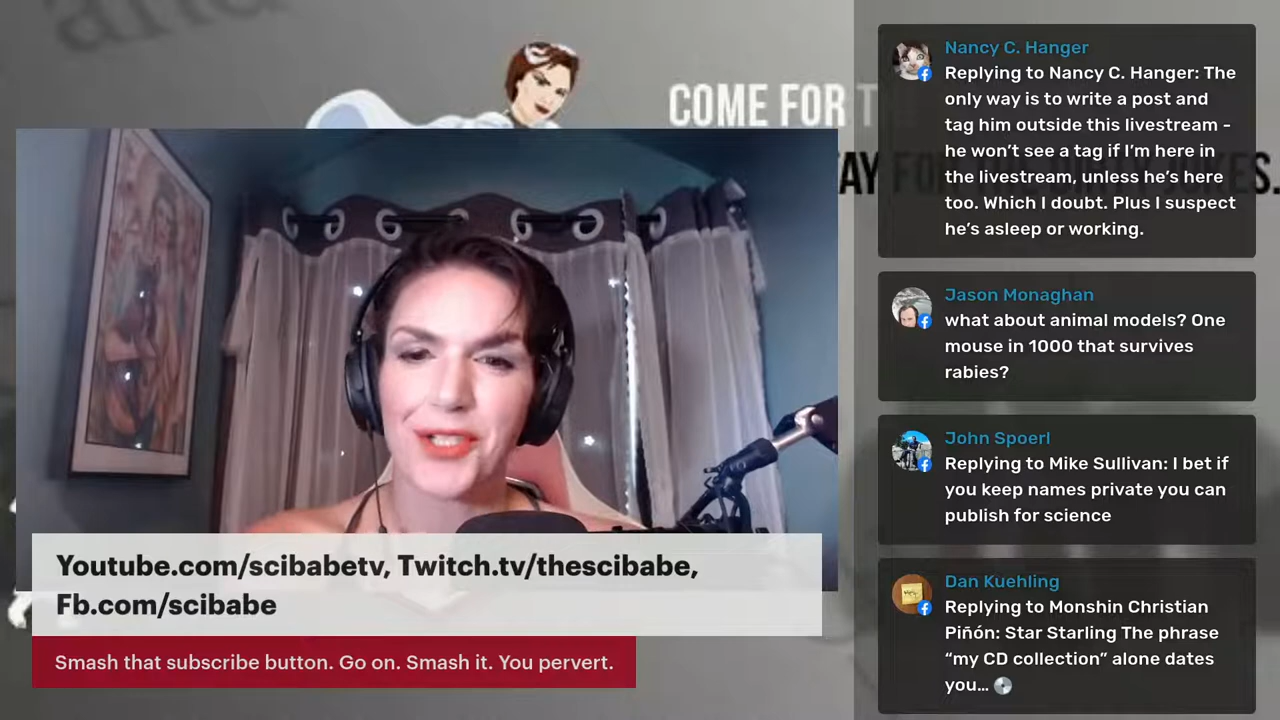 and
COME FOR TH
AY FO
KES.
Youtube.com/scibabetv, Twitch.tv/thescibabe,
Fb.com/scibabe
Smash that subscribe button. Go on. Smash it. You pervert.
Nancy C. Hanger
Replying to Nancy C. Hanger: The
only way is to write a post and
tag him outside this livestream -
he won’t see a tag if I’m here in
the livestream, unless he’s here
too. Which I doubt. Plus I suspect
he’s asleep or working.
Jason Monaghan
what about animal models? One
mouse in 1000 that survives
rabies?
John Spoerl
Replying to Mike Sullivan: I bet if
you keep names private you can
publish for science
Dan Kuehling
Replying to Monshin Christian
Piñón: Star Starling The phrase
“my CD collection” alone dates
you... 💿